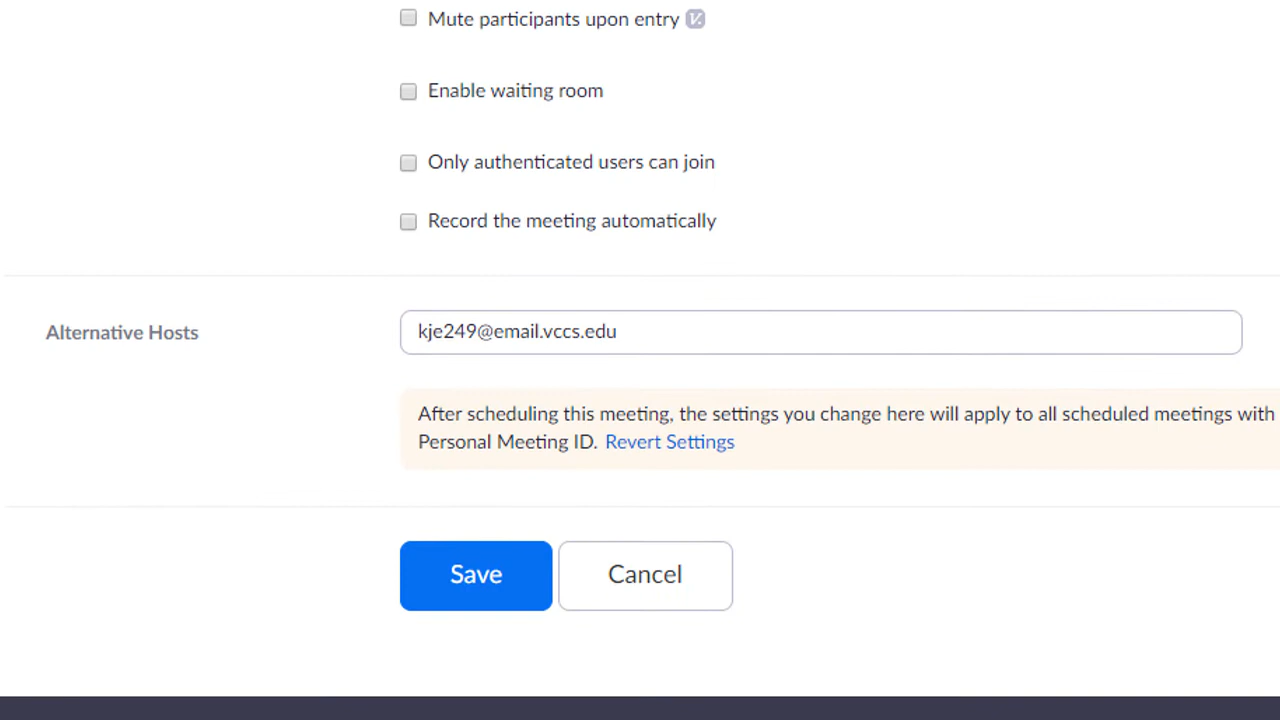 Mute participants upon entry
Enable waiting room
Only authenticated users can join
Record the meeting automatically
Alternative Hosts
kje249@email.vccs.edu
After scheduling this meeting, the settings you change here will apply to all scheduled meetings with
Personal Meeting ID. Revert Settings
Save
Cancel